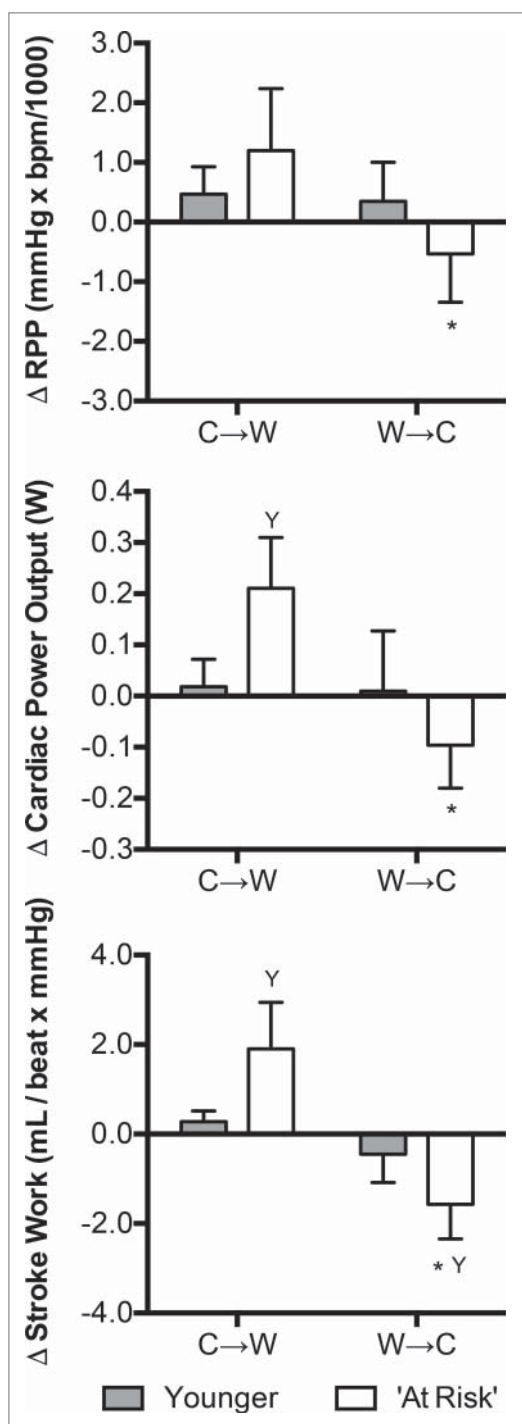 Δ RPP (mmHg x bpm/1000)
3.0
2.0
1.0
0.0
-1.0
-2.0
-3.0
*
C→W W→C
Δ Cardiac Power Output (W)
0.4
0.3
0.2
0.1
0.0
-0.1
-0.2
-0.3
Y
*
C→W W→C
Δ Stroke Work (mL / beat x mmHg)
4.0
2.0
0.0
-2.0
-4.0
Y
* Y
C→W W→C
Younger 'At Risk'